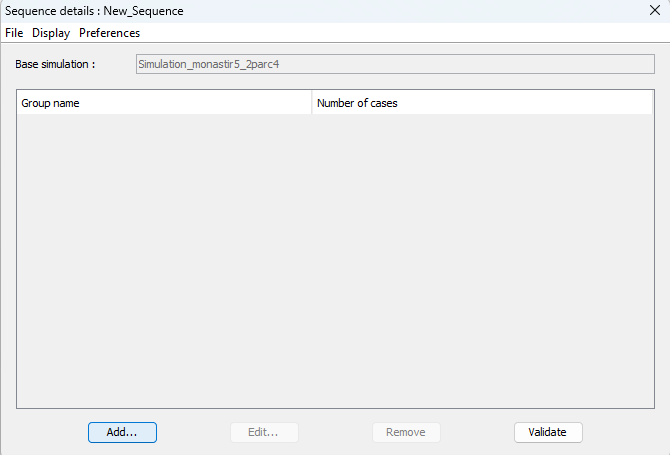 Sequence details : New_Sequence
File Display Preferences
Base simulation : Simulation_monastir5_2parc4
Group name Number of cases
Add... Edit... Remove Validate